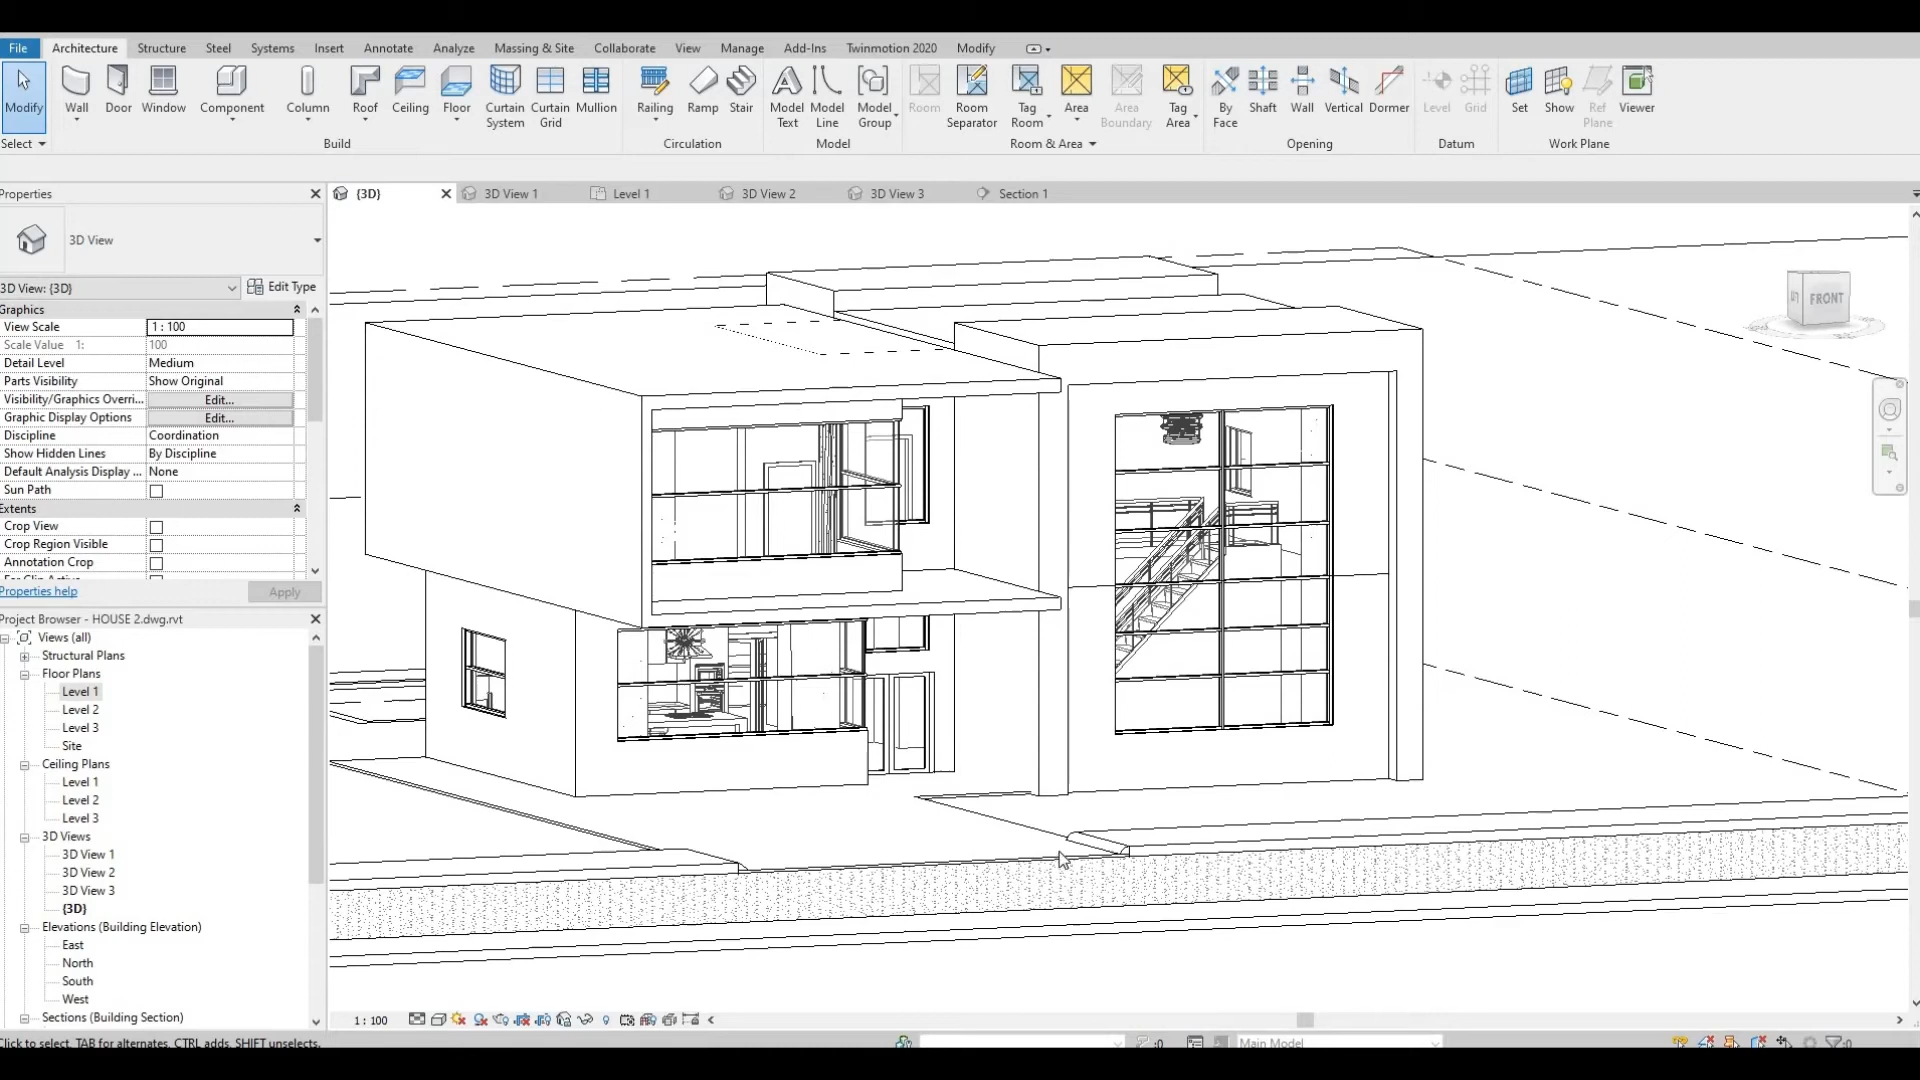 File Architecture Structure Steel Systems Insert Annotate Analyze Massing & Site Collaborate View Manage Add-Ins Twinmotion 2020 Modify
Modify Wall Door Window Component Column Roof Ceiling Floor Curtain System Curtain Grid Mullion Railing Ramp Stair Model Text Model Line Model Group Room Room Separator Tag Room Area Area Boundary Tag Area By Face Shaft Wall Vertical Dormer Level Grid Set Show Ref Plane Viewer
Select Build Circulation Model Room & Area Opening Datum Work Plane
Properties
{3D} 3D View 1 Level 1 3D View 2 3D View 3 Section 1
3D View
3D View: {3D} Edit Type
Graphics
View Scale 1 : 100
Scale Value 1: 100
Detail Level Medium
Parts Visibility Show Original
Visibility/Graphics Overri... Edit...
Graphic Display Options Edit...
Discipline Coordination
Show Hidden Lines By Discipline
Default Analysis Display ... None
Sun Path
Extents
Crop View
Crop Region Visible
Annotation Crop
Properties help Apply
Project Browser - HOUSE 2.dwg.rvt
Views (all)
Structural Plans
Floor Plans
Level 1
Level 2
Level 3
Site
Ceiling Plans
Level 1
Level 2
Level 3
3D Views
3D View 1
3D View 2
3D View 3
{3D}
Elevations (Building Elevation)
East
North
South
West
Sections (Building Section)
FRONT
1 : 100
Click to select, TAB for alternates, CTRL adds, SHIFT unselects.
:0
Main Model
:0